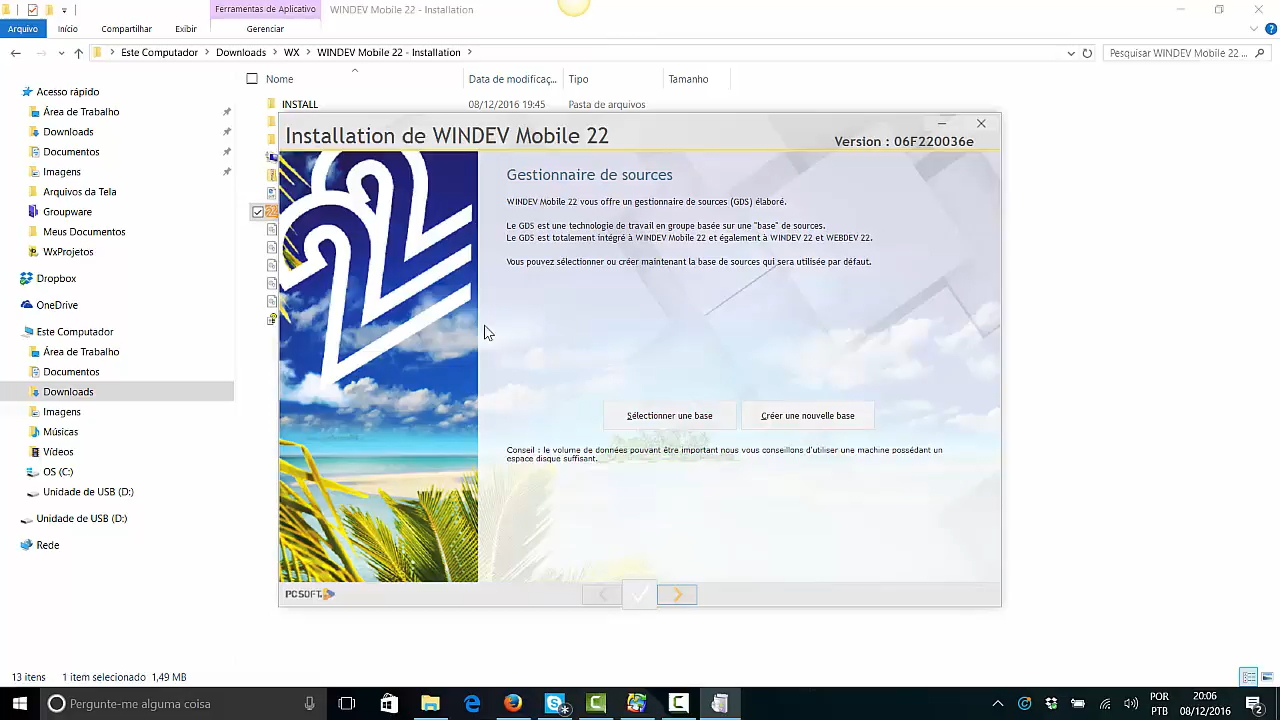 Ferramentas de Aplicativo
WINDEV Mobile 22 - Installation
Arquivo
Início
Compartilhar
Exibir
Gerenciar
Este Computador
Downloads
WX
WINDEV Mobile 22 - Installation
Pesquisar WINDEV Mobile 22 ...
Nome
Data de modificaç...
Tipo
Tamanho
INSTALL
08/12/2016 19:45
Pasta de arquivos
Acesso rápido
Área de Trabalho
Downloads
Documentos
Imagens
Arquivos da Tela
Groupware
Meus Documentos
WxProjetos
Dropbox
OneDrive
Este Computador
Área de Trabalho
Documentos
Downloads
Imagens
Músicas
Vídeos
OS (C:)
Unidade de USB (D:)
Unidade de USB (D:)
Rede
Installation de WINDEV Mobile 22
Version : 06F220036e
22
Gestionnaire de sources
WINDEV Mobile 22 vous offre un gestionnaire de sources (GDS) élaboré.
Le GDS est une technologie de travail en groupe basée sur une "base" de sources.
Le GDS est totalement intégré à WINDEV Mobile 22 et également à WINDEV 22 et WEBDEV 22.
Vous pouvez sélectionner ou créer maintenant la base de sources qui sera utilisée par défaut.
Sélectionner une base
Créer une nouvelle base
Conseil : le volume de données pouvant être important nous vous conseillons d'utiliser une machine possédant un
espace disque suffisant.
PCSOFT
13 itens
1 item selecionado
1,49 MB
Pergunte-me alguma coisa
POR
PTB
20:06
08/12/2016
2